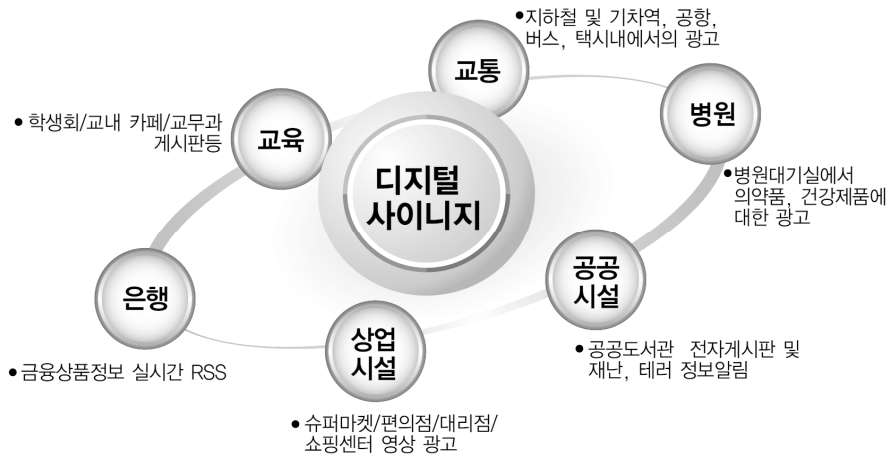 • 지하철 및 기차역, 공항,
버스, 택시내에서의 광고
교통
병원
• 학생회/교내 카페/교무과
게시판등
교육
디지털
사이니지
• 병원대기실에서
의약품, 건강제품에
대한 광고
공공
시설
은행
상업
시설
• 공공도서관 전자게시판 및
재난, 테러 정보알림
• 금융상품정보 실시간 RSS
• 슈퍼마켓/편의점/대리점/
쇼핑센터 영상 광고